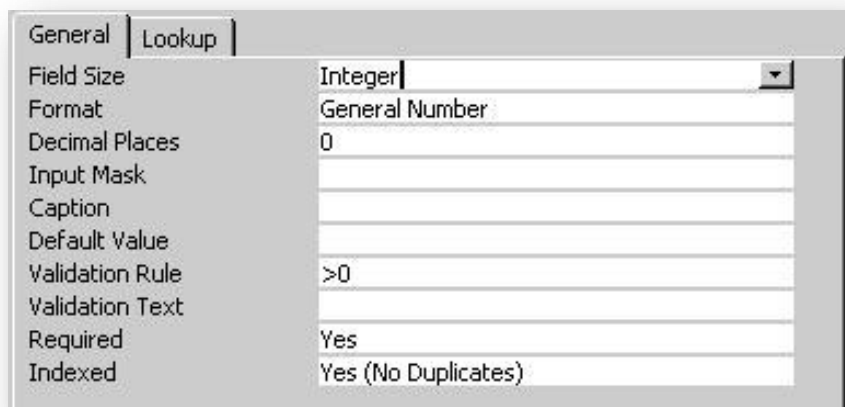 General Lookup
Field Size Integer
Format General Number
Decimal Places 0
Input Mask
Caption
Default Value
Validation Rule >0
Validation Text
Required Yes
Indexed Yes (No Duplicates)